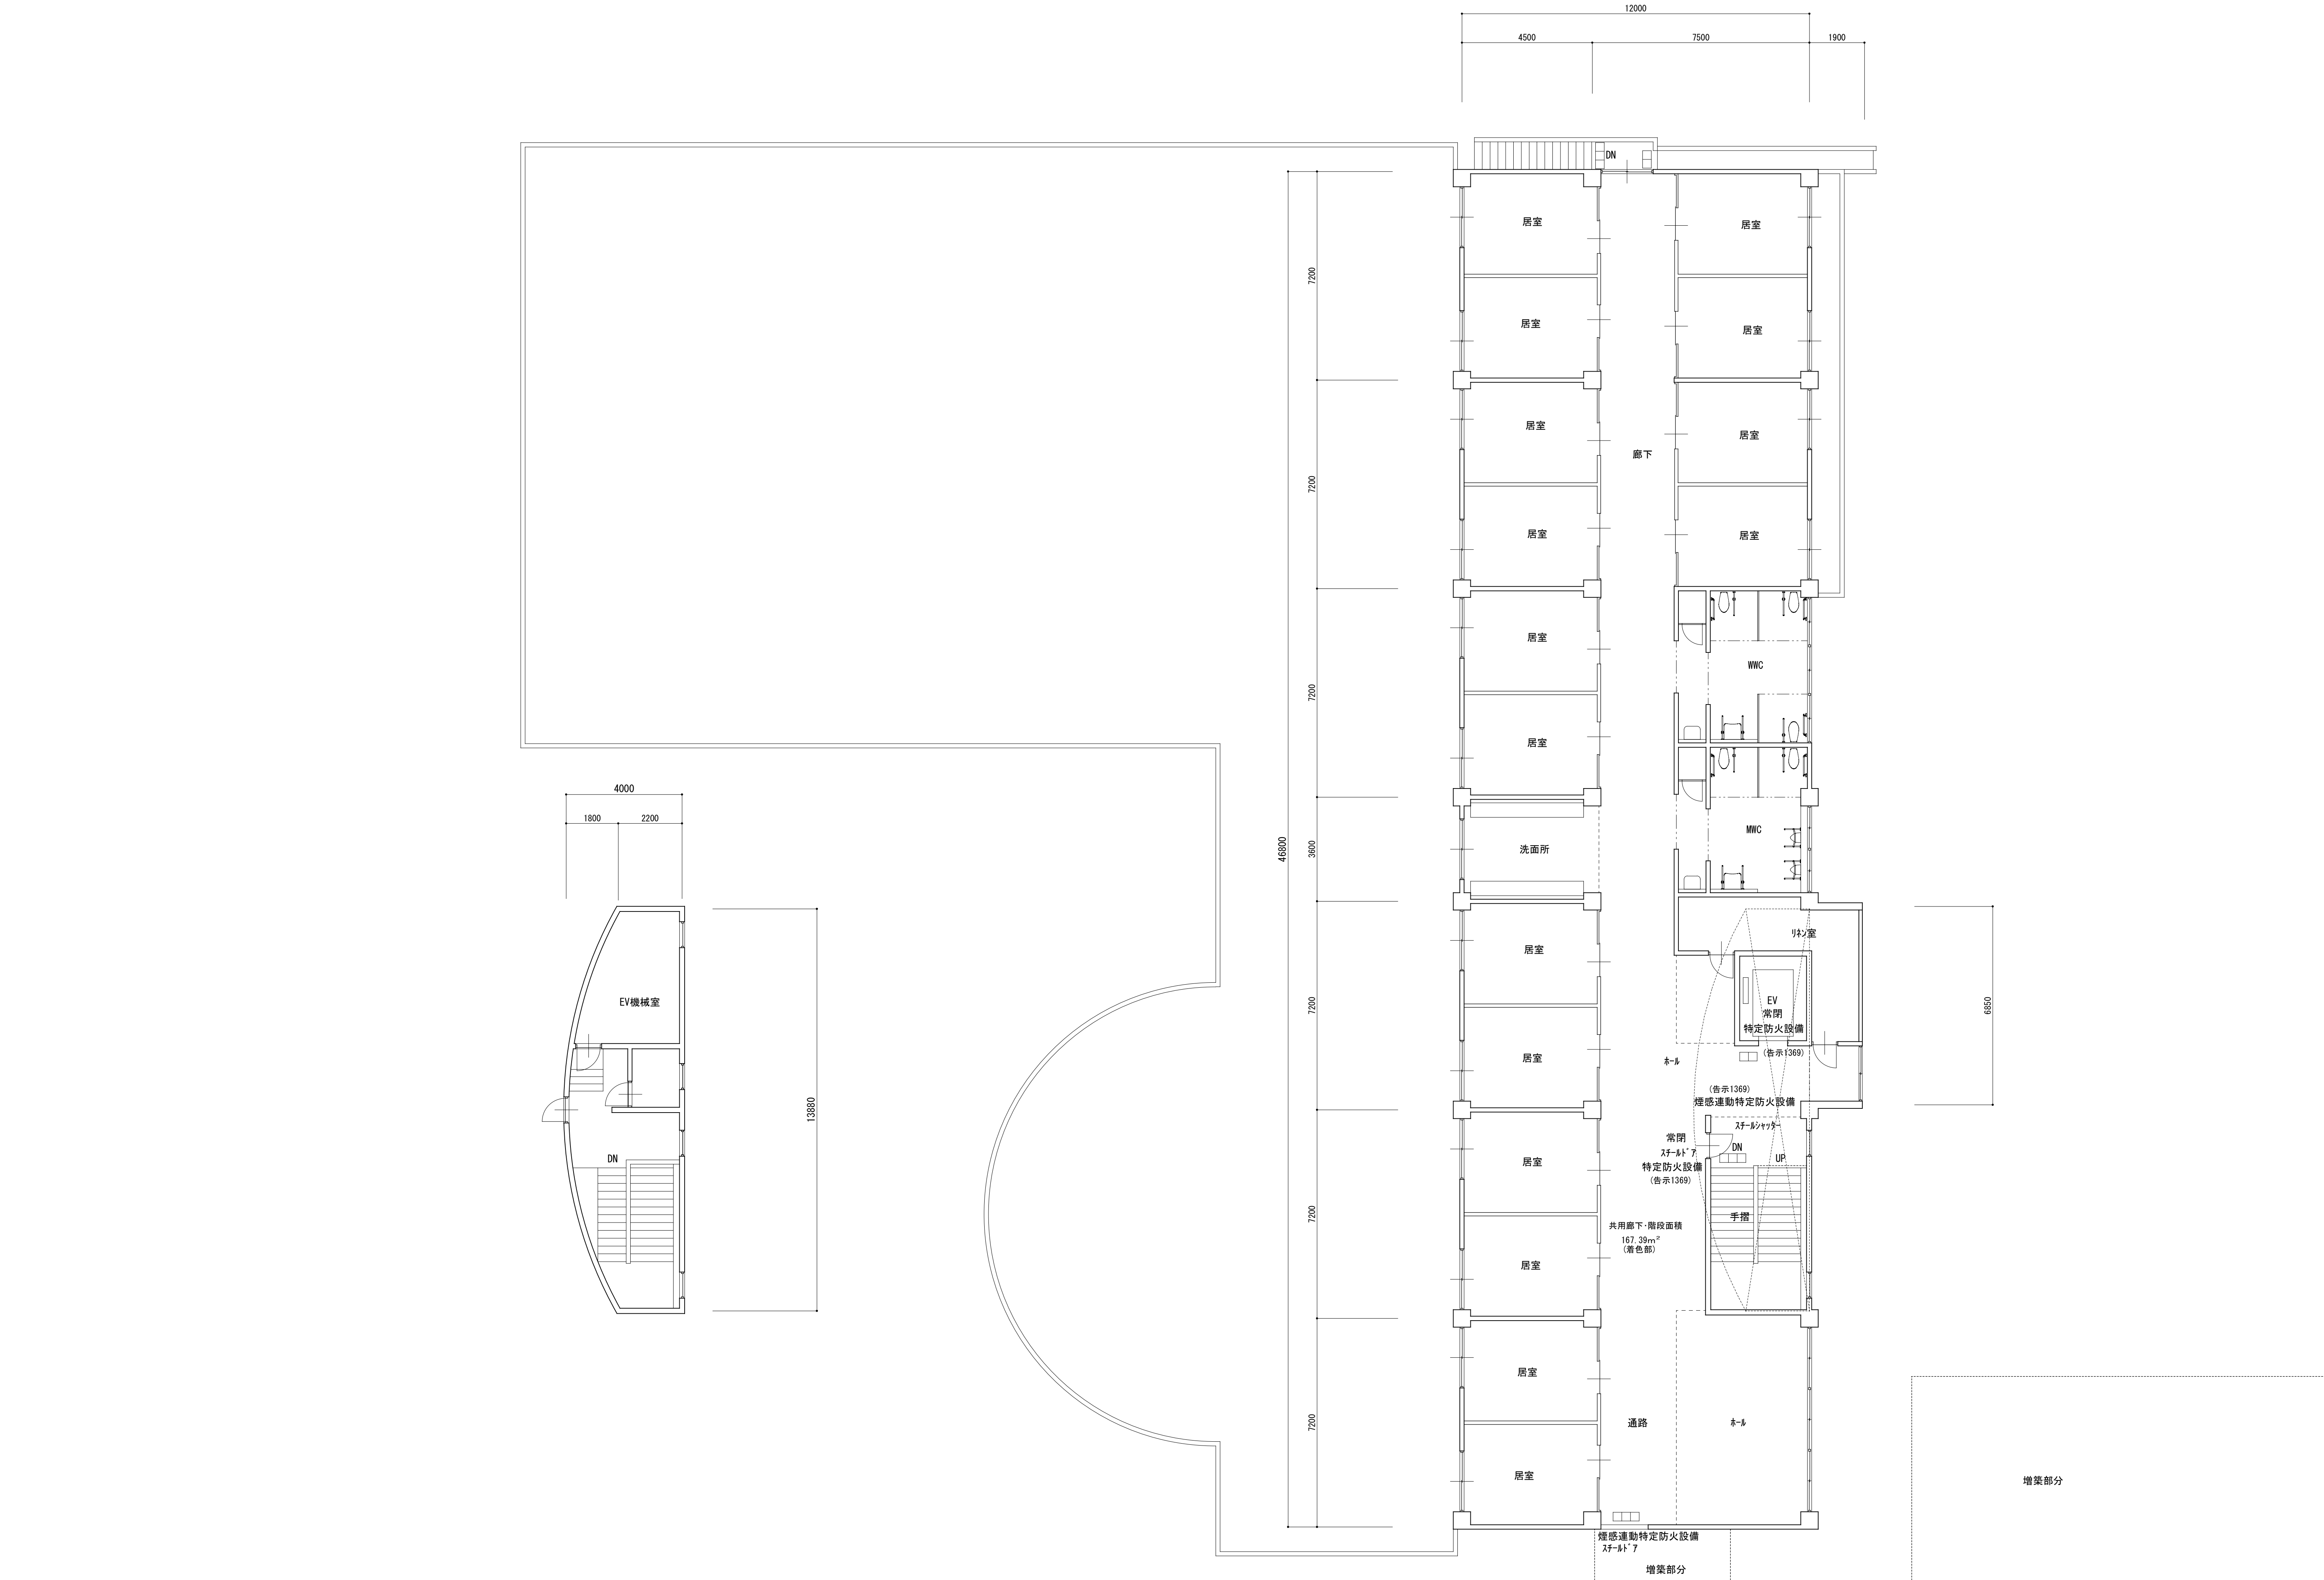 12000
4500
7500
1900
DN
居室
居室
7200
居室
居室
居室
居室
廊下
7200
居室
居室
居室
WWC
7200
居室
4000
1800
2200
MWC
46800
3600
洗面所
リネン室
居室
EV機械室
7200
EV
常閉
特定防火設備
(告示1369)
6850
居室
ホール
(告示1369)
煙感連動特定防火設備
13880
スチールシャッター
常閉
スチールドア
特定防火設備
(告示1369)
DN
UP
DN
居室
7200
手摺
共用廊下・階段面積
167.39m²
(着色部)
居室
居室
7200
通路
ホール
居室
増築部分
煙感連動特定防火設備
スチールドア
増築部分